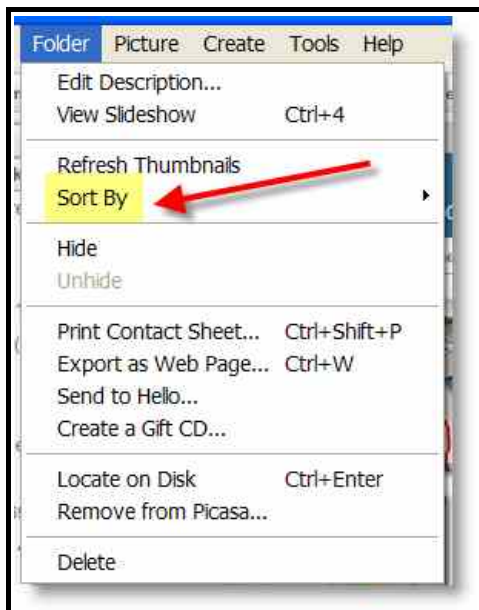 Folder Picture Create Tools Help
Edit Description...
View Slideshow Ctrl+4
Refresh Thumbnails
Sort By
Hide
Unhide
Print Contact Sheet... Ctrl+Shift+P
Export as Web Page... Ctrl+W
Send to Hello...
Create a Gift CD...
Locate on Disk Ctrl+Enter
Remove from Picasa...
Delete